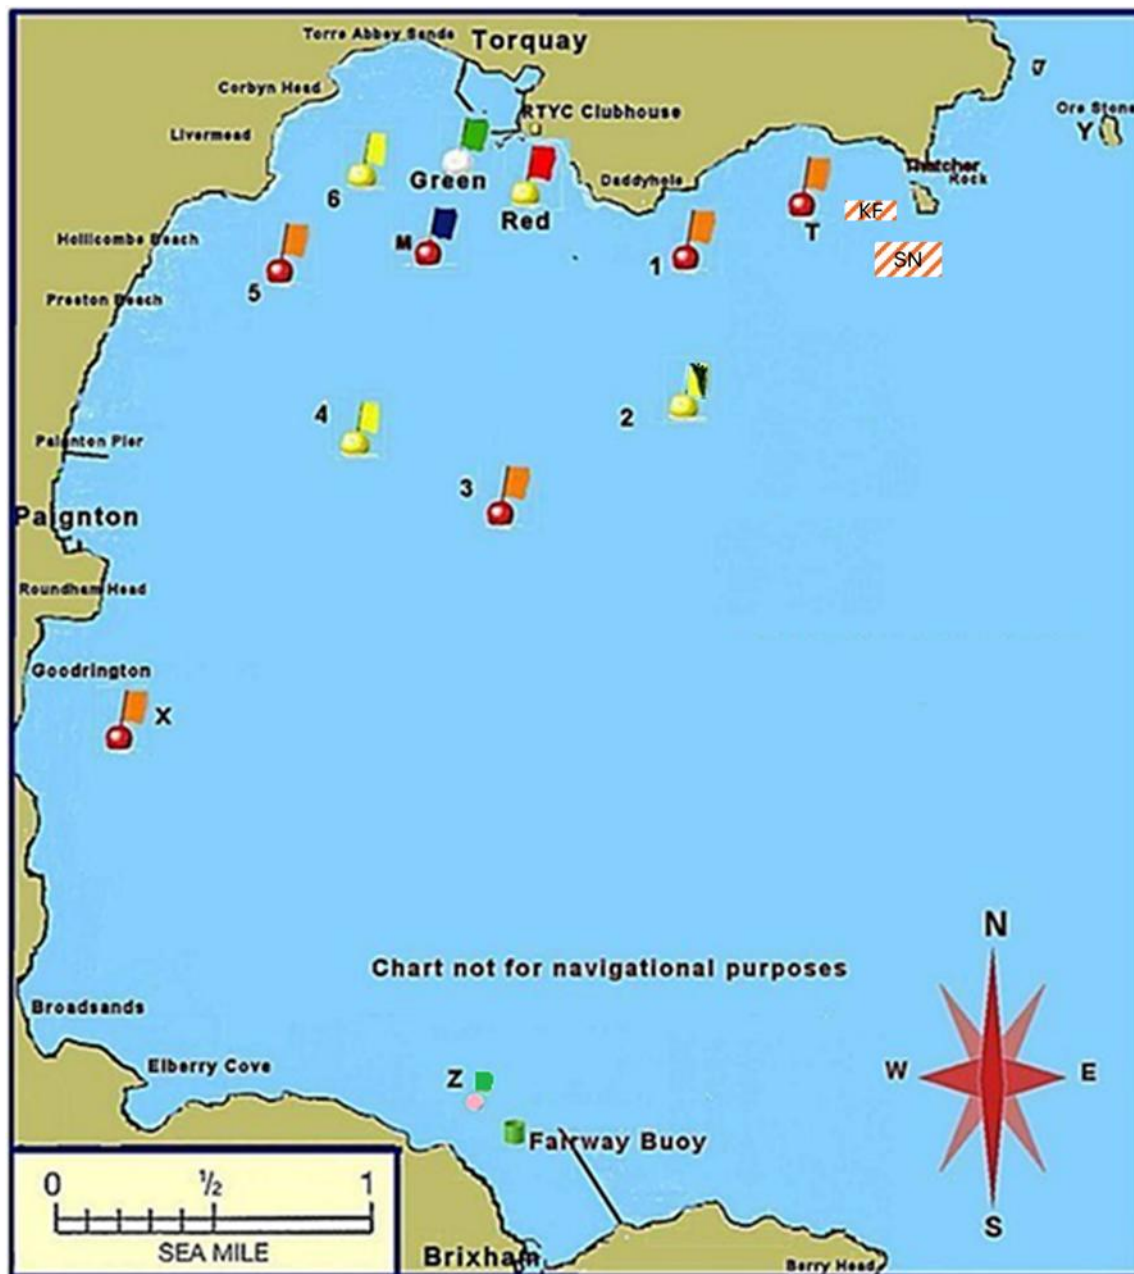 Torre Abbey Sands
Torquay
Corbyn Head
RTYC Clubhouse
Ore Stone
Livermead
Y
Green
Thatcher
Rock
Daddyhole
6
Red
KF
T
Hollicombe Beach
M
1
SN
5
Preston Beach
4
2
Paignton Pier
3
Paignton
Roundham Head
Goodrington
X
N
Chart not for navigational purposes
Broadsands
Elberry Cove
Z
W
E
Fairway Buoy
0 ½ 1
SEA MILE
S
Brixham
Berry Head